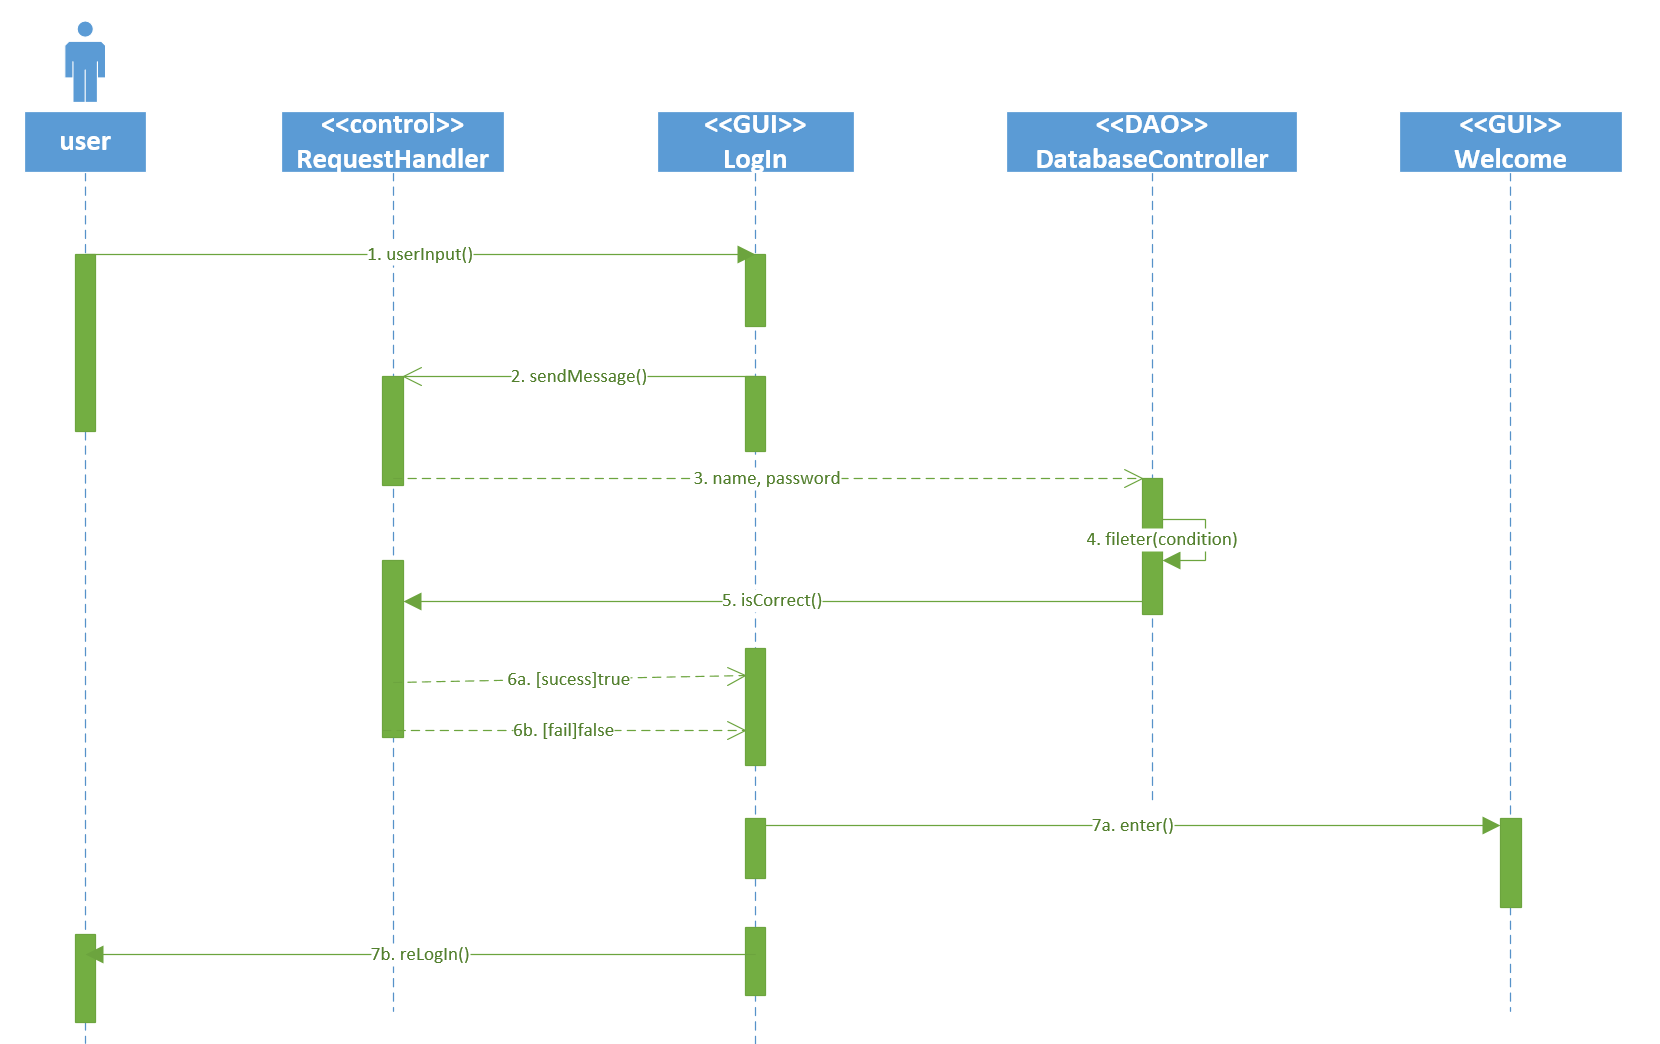 user
<<control>>
RequestHandler
<<GUI>>
LogIn
<<DAO>>
DatabaseController
<<GUI>>
Welcome
1. userInput()
2. sendMessage()
3. name, password
4. fileter(condition)
5. isCorrect()
6a. [sucess]true
6b. [fail]false
7a. enter()
7b. reLogIn()